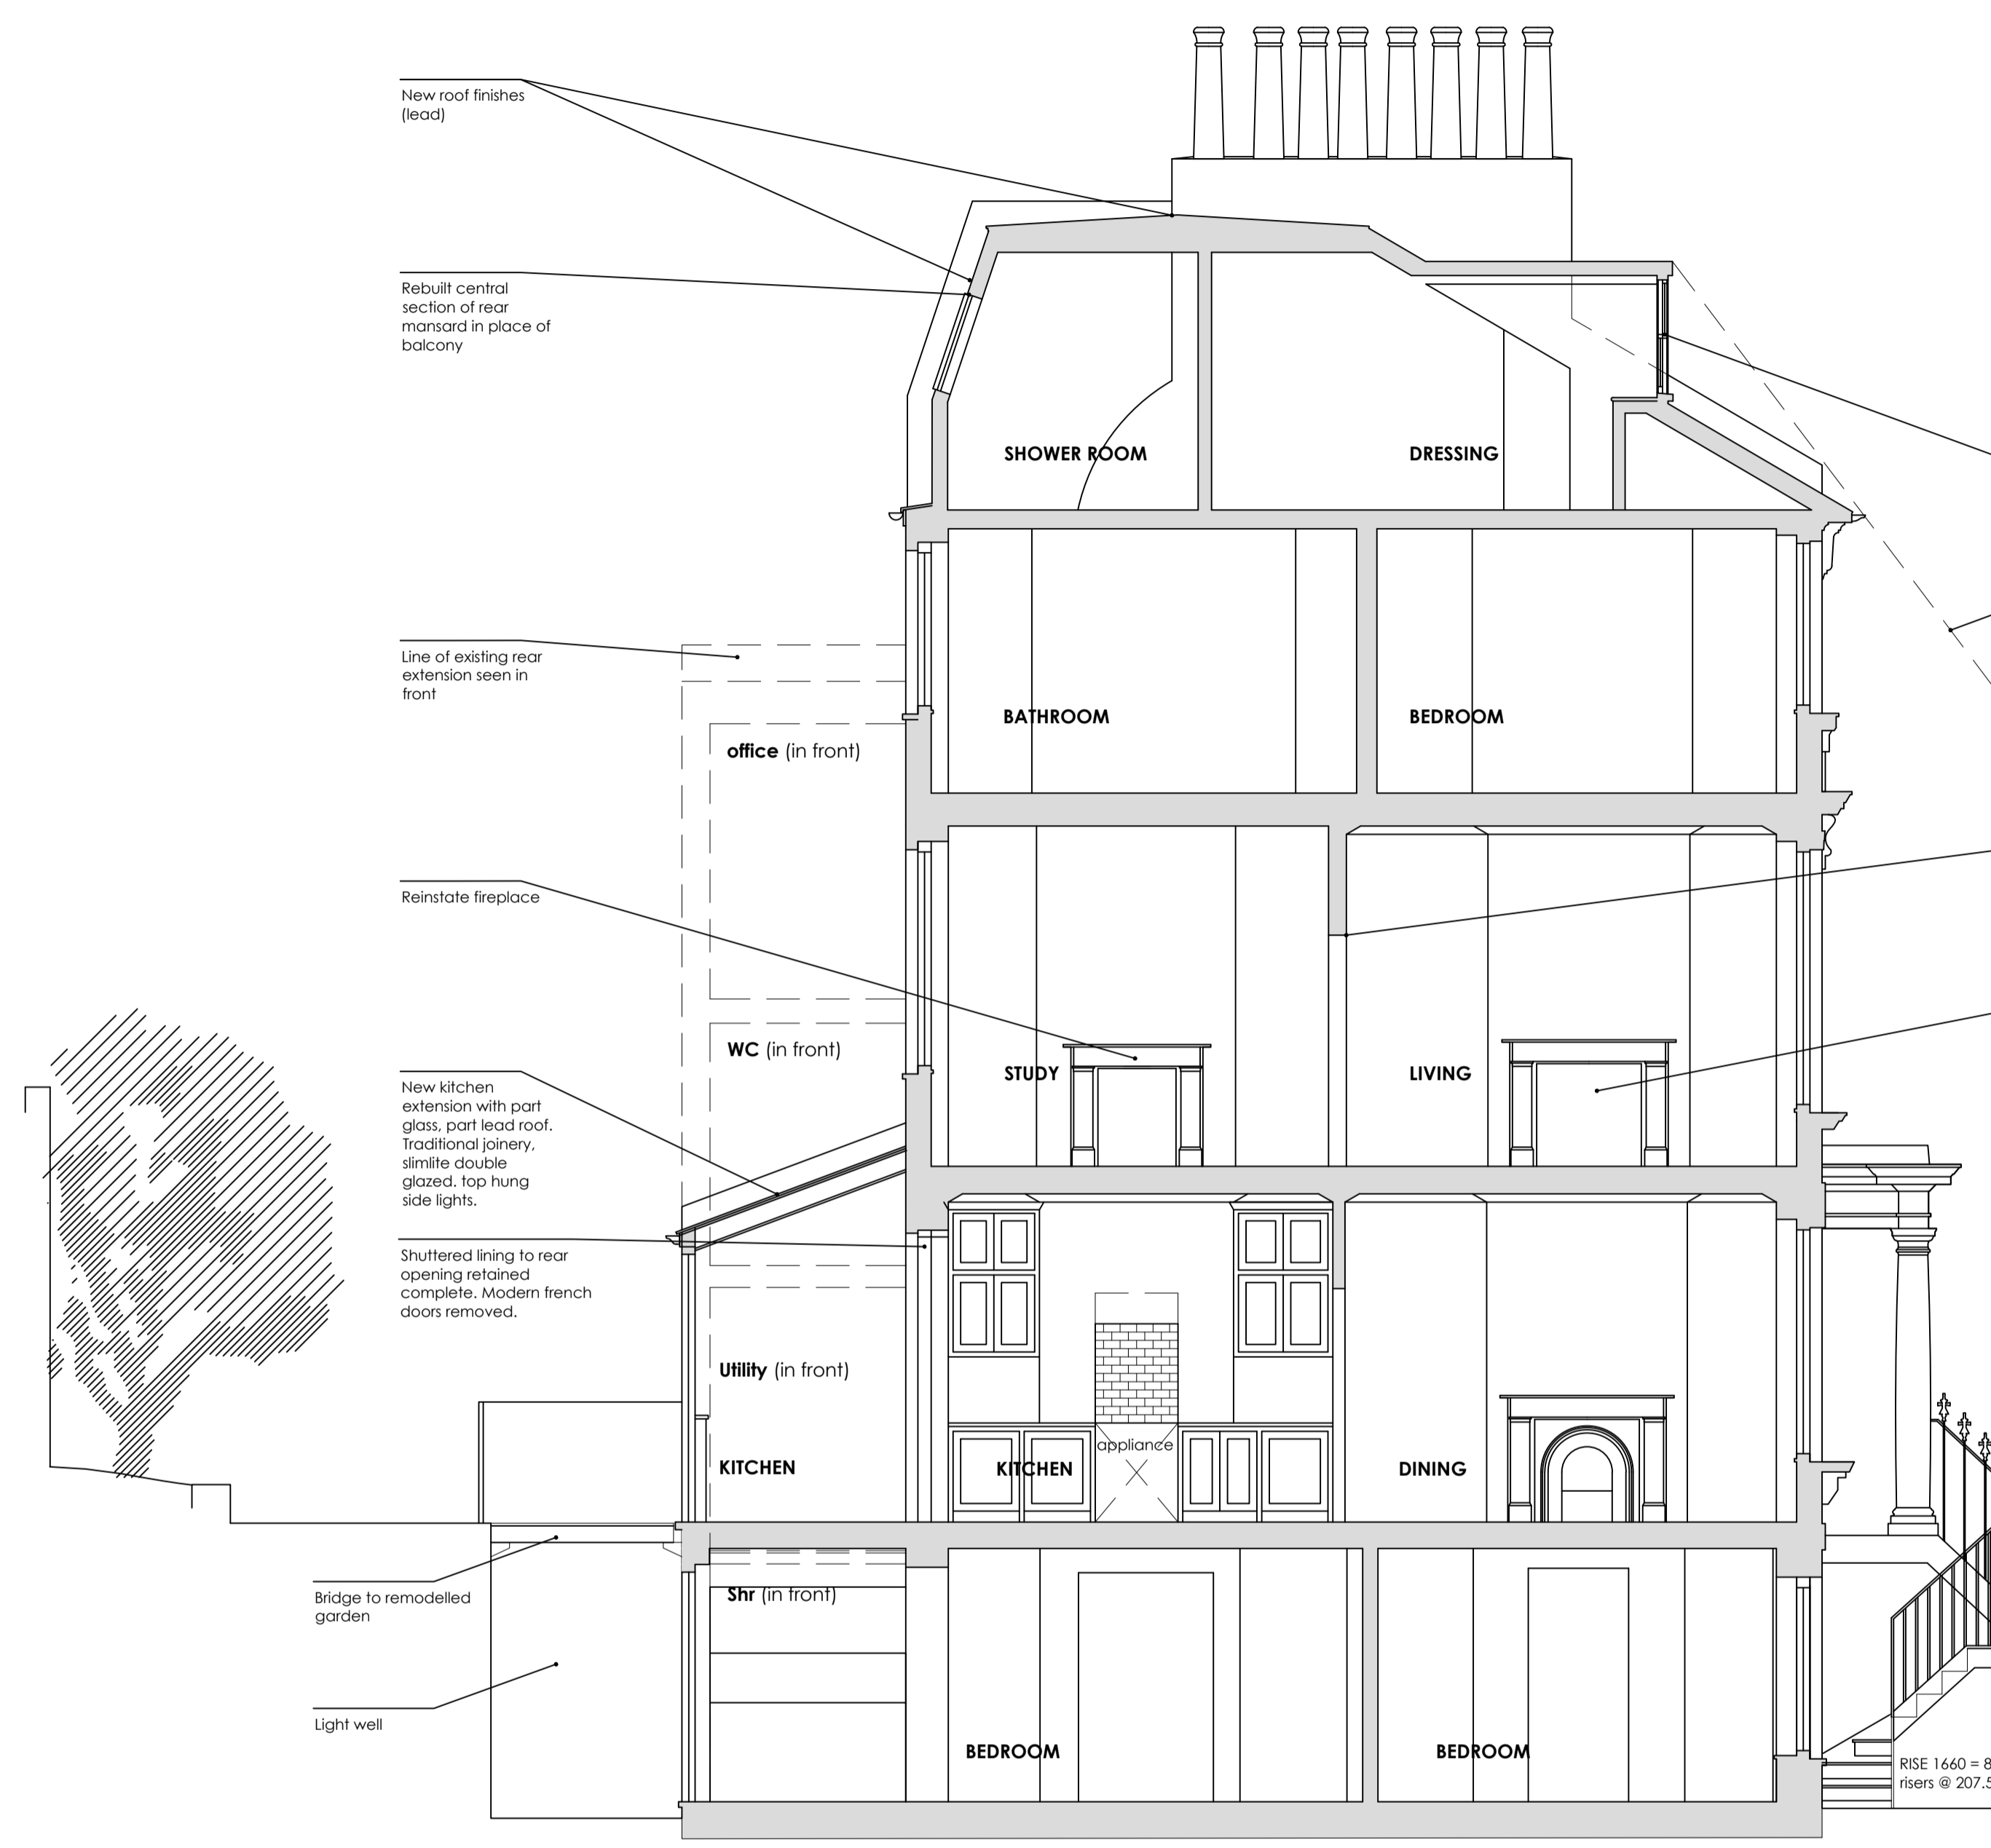 New roof finishes
(lead)
Rebuilt central
section of rear
mansard in place of
balcony
SHOWER ROOM
DRESSING
Line of existing rear
extension seen in
front
BATHROOM
BEDROOM
office (in front)
Reinstate fireplace
WC (in front)
STUDY
LIVING
New kitchen
extension with part
glass, part lead roof.
Traditional joinery,
slimlite double
glazed. top hung
side lights.
Shuttered lining to rear
opening retained
complete. Modern french
doors removed.
Utility (in front)
appliance
KITCHEN
KITCHEN
DINING
Bridge to remodelled
garden
Shr (in front)
Light well
BEDROOM
BEDROOM
RISE 1660 = 8
risers @ 207.5